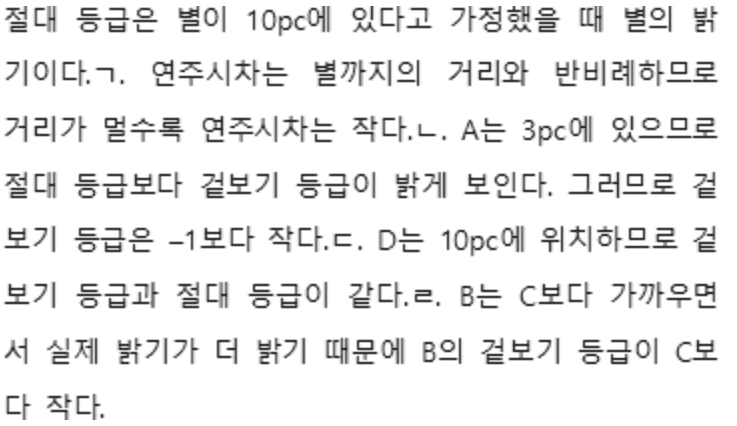 절대 등급은 별이 10pc에 있다고 가정했을 때 별의 밝
기이다.ㄱ. 연주시차는 별까지의 거리와 반비례하므로
거리가 멀수록 연주시차는 작다.ㄴ. A는 3pc에 있으므로
절대 등급보다 겉보기 등급이 밝게 보인다. 그러므로 겉
보기 등급은 –1보다 작다.ㄷ. D는 10pc에 위치하므로 겉
보기 등급과 절대 등급이 같다.ㄹ. B는 C보다 가까우면
서 실제 밝기가 더 밝기 때문에 B의 겉보기 등급이 C보
다 작다.